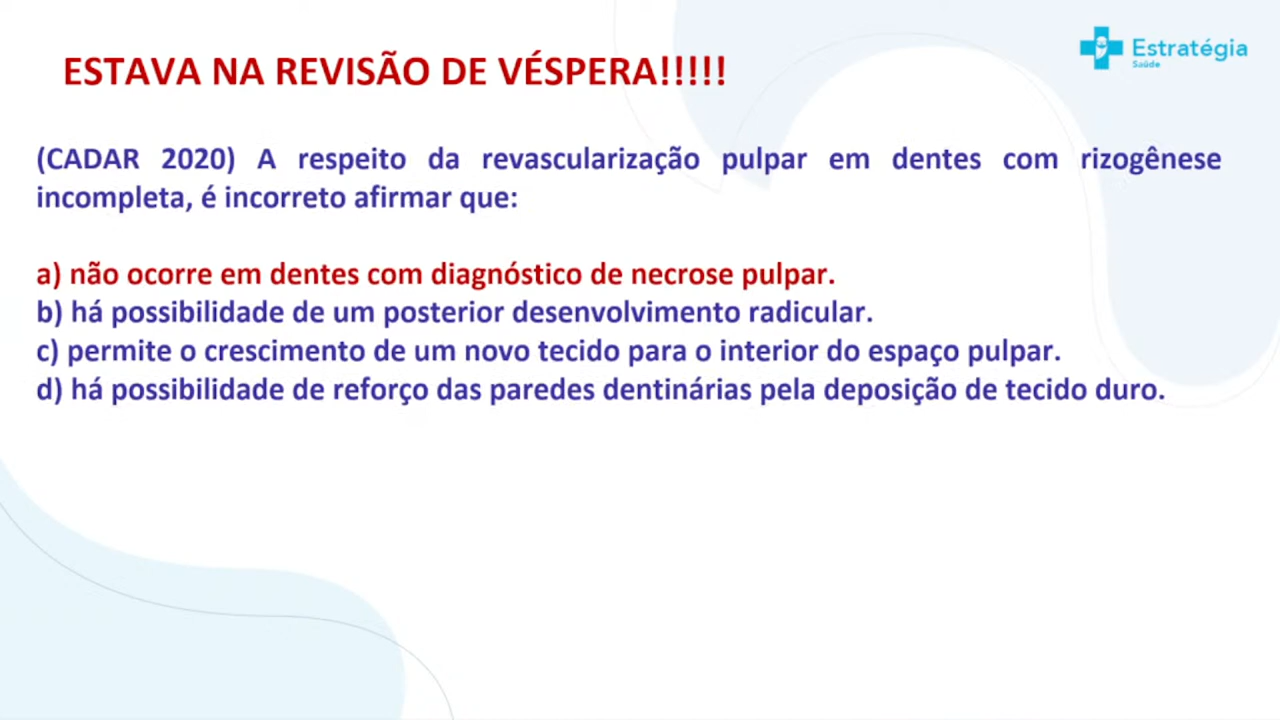 Estratégia
Saúde
ESTAVA NA REVISÃO DE VÉSPERA!!!!!
(CADAR 2020) A respeito da revascularização pulpar em dentes com rizogênese
incompleta, é incorreto afirmar que:
a) não ocorre em dentes com diagnóstico de necrose pulpar.
b) há possibilidade de um posterior desenvolvimento radicular.
c) permite o crescimento de um novo tecido para o interior do espaço pulpar.
d) há possibilidade de reforço das paredes dentinárias pela deposição de tecido duro.